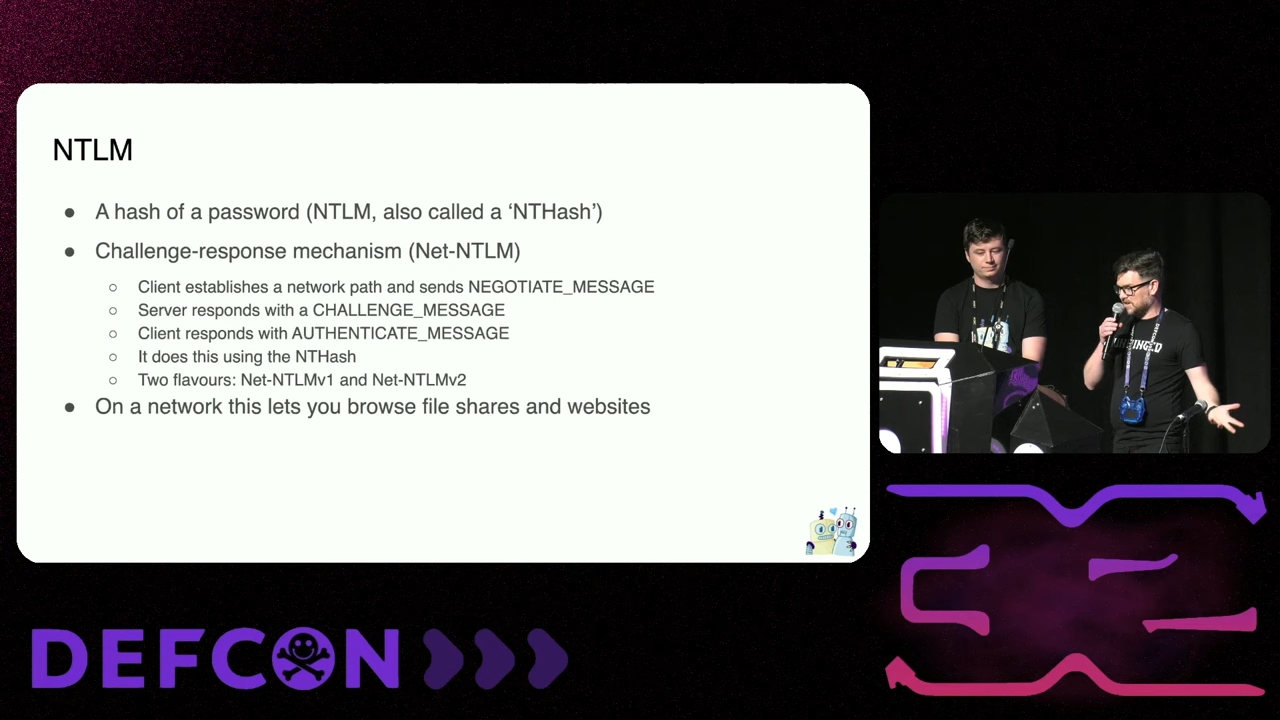 NTLM
● A hash of a password (NTLM, also called a ‘NTHash’)
● Challenge-response mechanism (Net-NTLM)
○ Client establishes a network path and sends NEGOTIATE_MESSAGE
○ Server responds with a CHALLENGE_MESSAGE
○ Client responds with AUTHENTICATE_MESSAGE
○ It does this using the NTHash
○ Two flavours: Net-NTLMv1 and Net-NTLMv2
● On a network this lets you browse file shares and websites
DEFCON